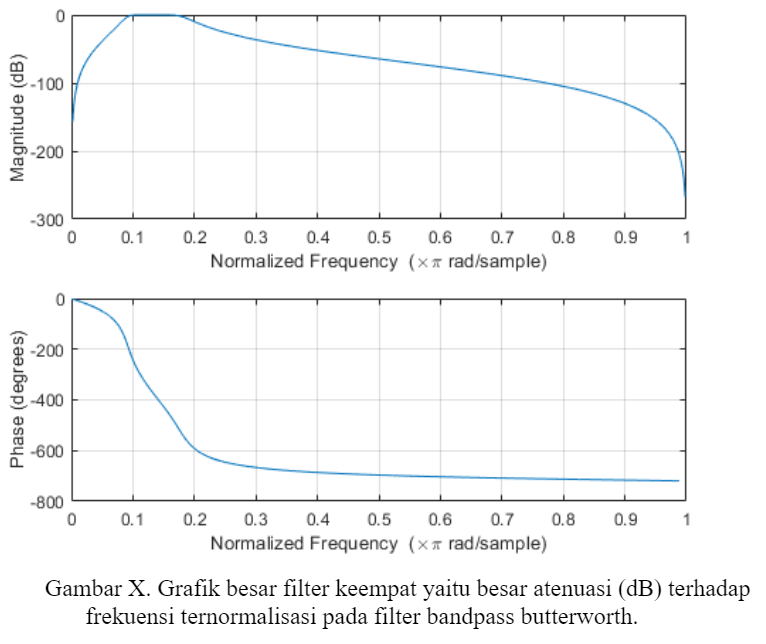 0
-100
-200
-300
Magnitude (dB)
0 0.1 0.2 0.3 0.4 0.5 0.6 0.7 0.8 0.9 1
Normalized Frequency (×π rad/sample)
0
-200
-400
-600
-800
Phase (degrees)
0 0.1 0.2 0.3 0.4 0.5 0.6 0.7 0.8 0.9 1
Normalized Frequency (×π rad/sample)
Gambar X. Grafik besar filter keempat yaitu besar atenuasi (dB) terhadap
frekuensi ternormalisasi pada filter bandpass butterworth.